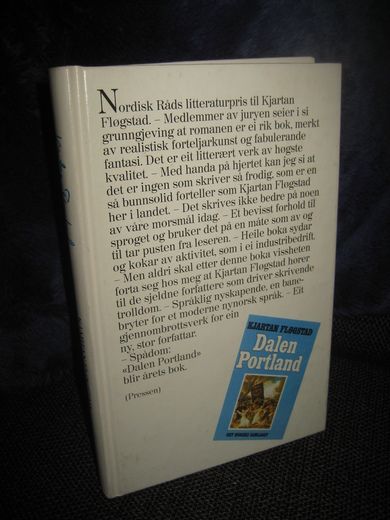 Nordisk Råds litteraturpris til Kjartan
Fløgstad. – Medlemmer av juryen seier i si
grunngjeving at romanen er ei rik bok, merkt
av realistisk forteljarkunst og fabulerande
fantasi. Det er eit litterært verk av høgste
kvalitet. – Med handa på hjertet kan jeg si at
det er ingen som skriver så frodig, som er en
så bunnsolid forteller som Kjartan Fløgstad
her i landet. – Det skrives ikke bedre på noen
av våre morsmål idag. – Et bevisst forhold til
sproget og bruker det på en måte som av og
til tar pusten fra leseren. – Heile boka sydar
og kokar av aktivitet, som i ei industribedrift.
– Men aldri skal etter denne boka vissheten
forta seg hos meg at Kjartan Fløgstad hører
til de sjeldne forfattere som driver skrivende
trolldom. – Språklig nyskapende, en bane-
bryter for et moderne nynorsk språk. – Eit
gjennombrottsverk for ein
ny, stor forfattar.
– Spådom:
«Dalen Portland»
blir årets bok.
(Pressen)
KJARTAN FLØGSTAD
Dalen
Portland
DET NORSKE SAMLAGET